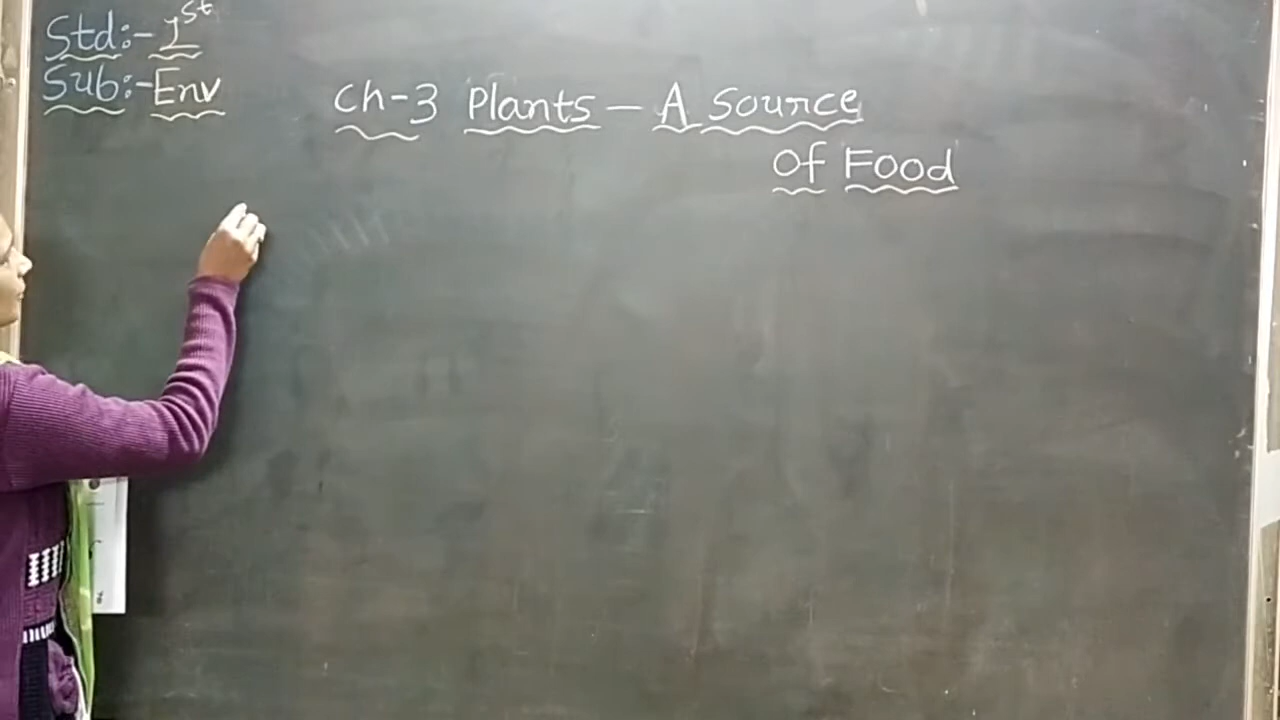 Std:- 1st
Sub:- Env
Ch-3 Plants – A Source
Of Food